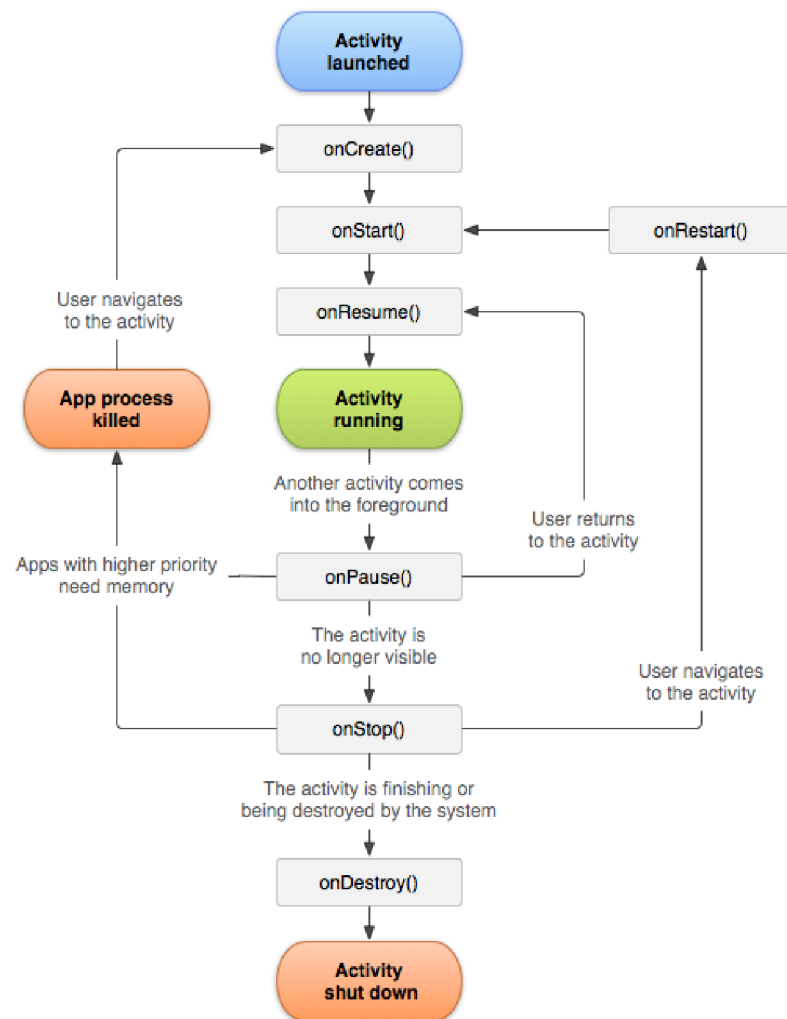 Activity
launched
onCreate()
onStart()
onRestart()
User navigates
to the activity
onResume()
App process
killed
Activity
running
Another activity comes
into the foreground
User returns
to the activity
Apps with higher priority
need memory
onPause()
The activity is
no longer visible
User navigates
to the activity
onStop()
The activity is finishing or
being destroyed by the system
onDestroy()
Activity
shut down